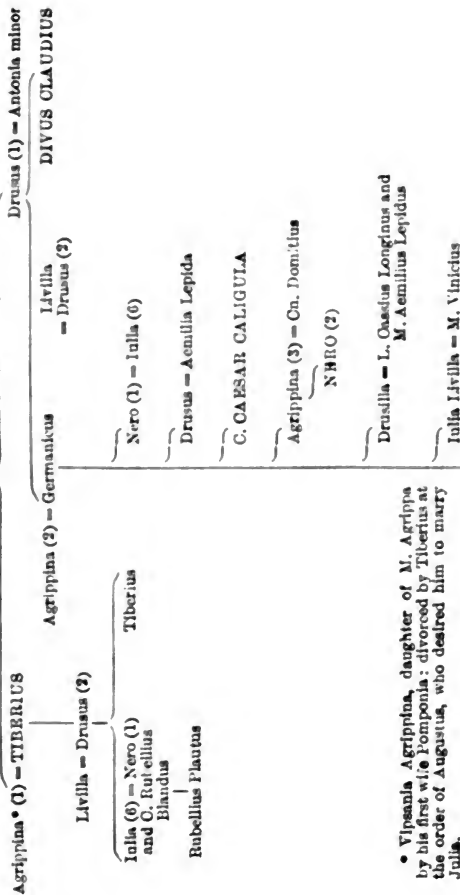 Drusus (1) = Antonia minor
Agrippina* (1) = TIBERIUS
DIVUS CLAUDIUS
Livilla
= Drusus (2)
Agrippina (2) = Germanicus
Livilla = Drusus (2)
Nero (1) = Iulia (6)
Drusus = Aemilia Lepida
C. CAESAR CALIGULA
Agrippina (3) = Cn. Domitius
NERO (2)
Drusilla = L. Cassius Longinus and
M. Aemilius Lepidus
Iulia Livilla = M. Vinicius
Tiberius
Iulia (6) = Nero (1)
and C. Rubellius
Blandus
Rubellius Plautus
* Vipsania Agrippina, daughter of M. Agrippa
by his first wife Pomponia: divorced by Tiberius at
the order of Augustus, who desired him to marry
Julia.